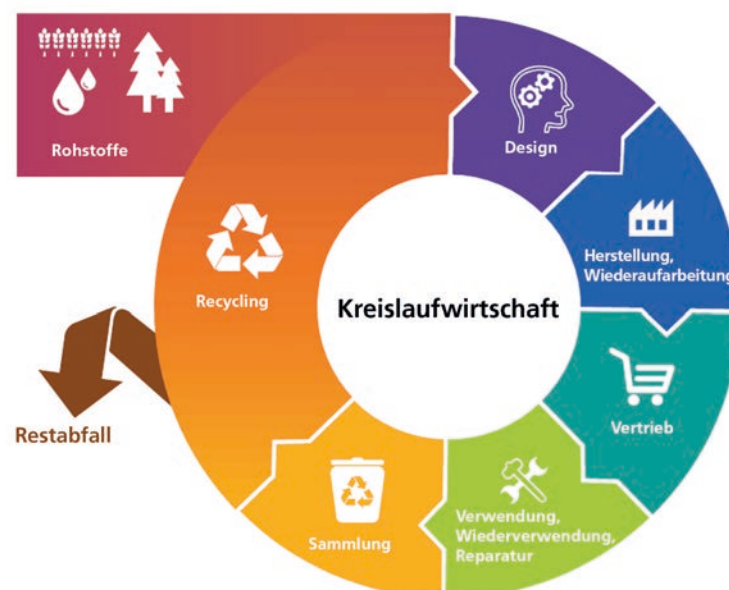 Rohstoffe
Design
Herstellung,
Wiederaufarbeitung
Recycling
Kreislaufwirtschaft
Vertrieb
Restabfall
Sammlung
Verwendung,
Wiederverwendung,
Reparatur